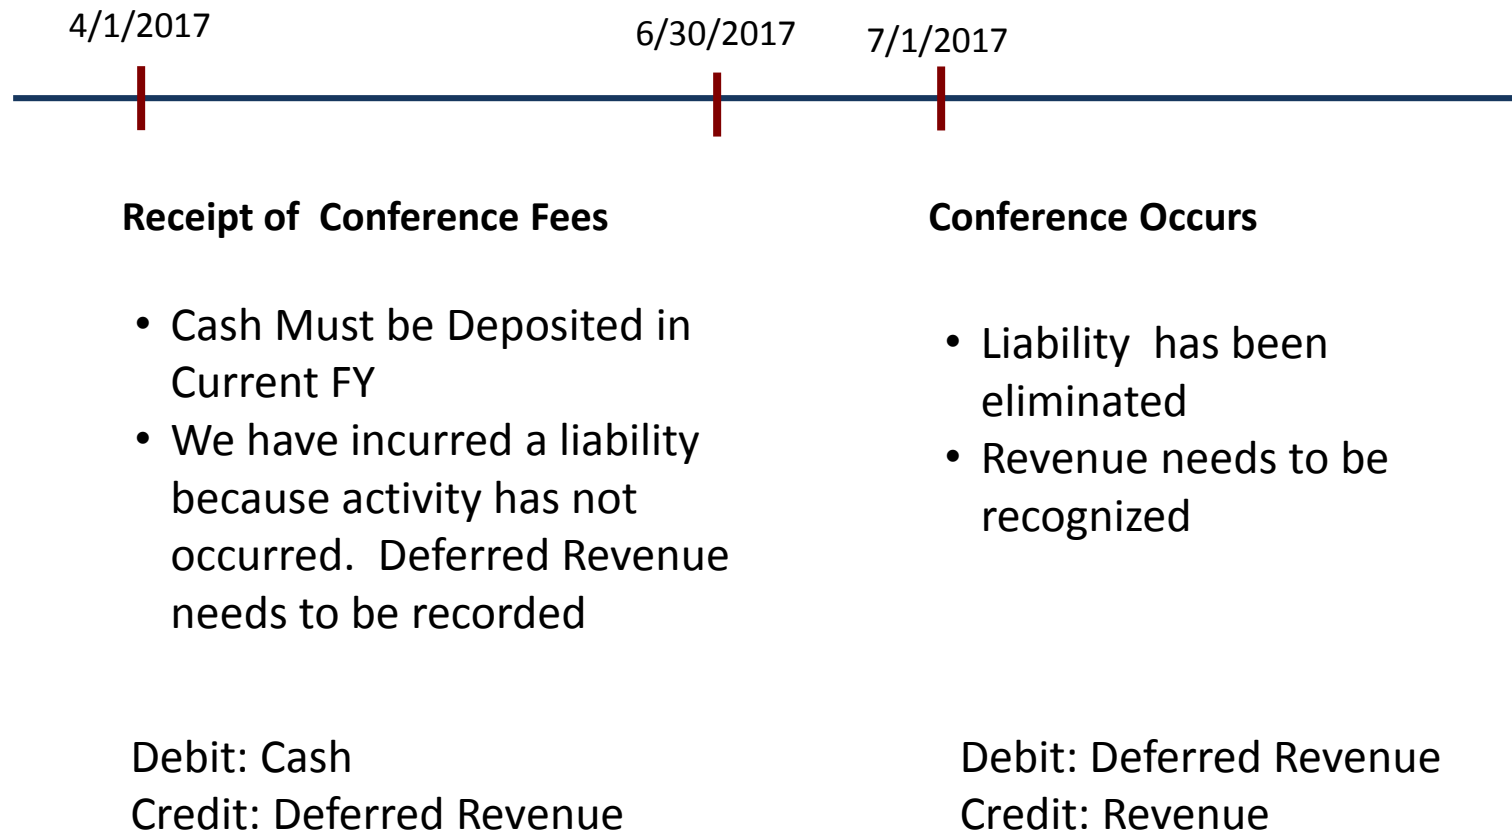 4/1/2017
6/30/2017
7/1/2017
Receipt of  Conference Fees
• Cash Must be Deposited in
Current FY
• We have incurred a liability
because activity has not
occurred.  Deferred Revenue
needs to be recorded
Debit: Cash
Credit: Deferred Revenue
Conference Occurs
• Liability  has been
eliminated
• Revenue needs to be
recognized
Debit: Deferred Revenue
Credit: Revenue